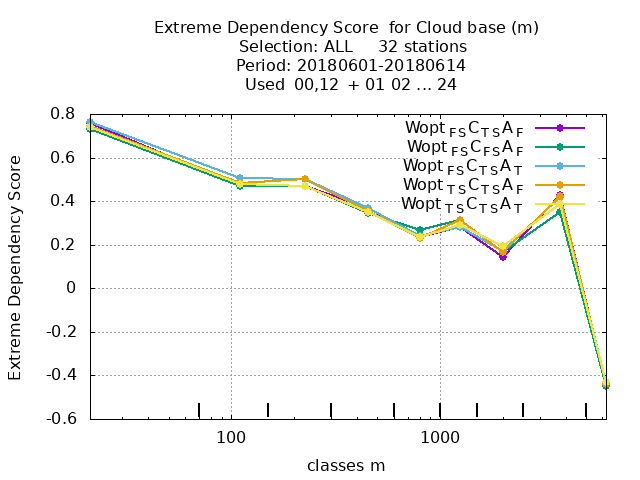 Extreme Dependency Score  for Cloud base (m)
Selection: ALL     32 stations
Period: 20180601-20180614
Used  00,12  + 01 02 ... 24
Extreme Dependency Score
0.8
0.6
0.4
0.2
0
-0.2
-0.4
-0.6
Wopt FS C TS A F
Wopt FS C FS A F
Wopt FS C TS A T
Wopt TS C TS A F
Wopt TS C TS A T
100
1000
classes m